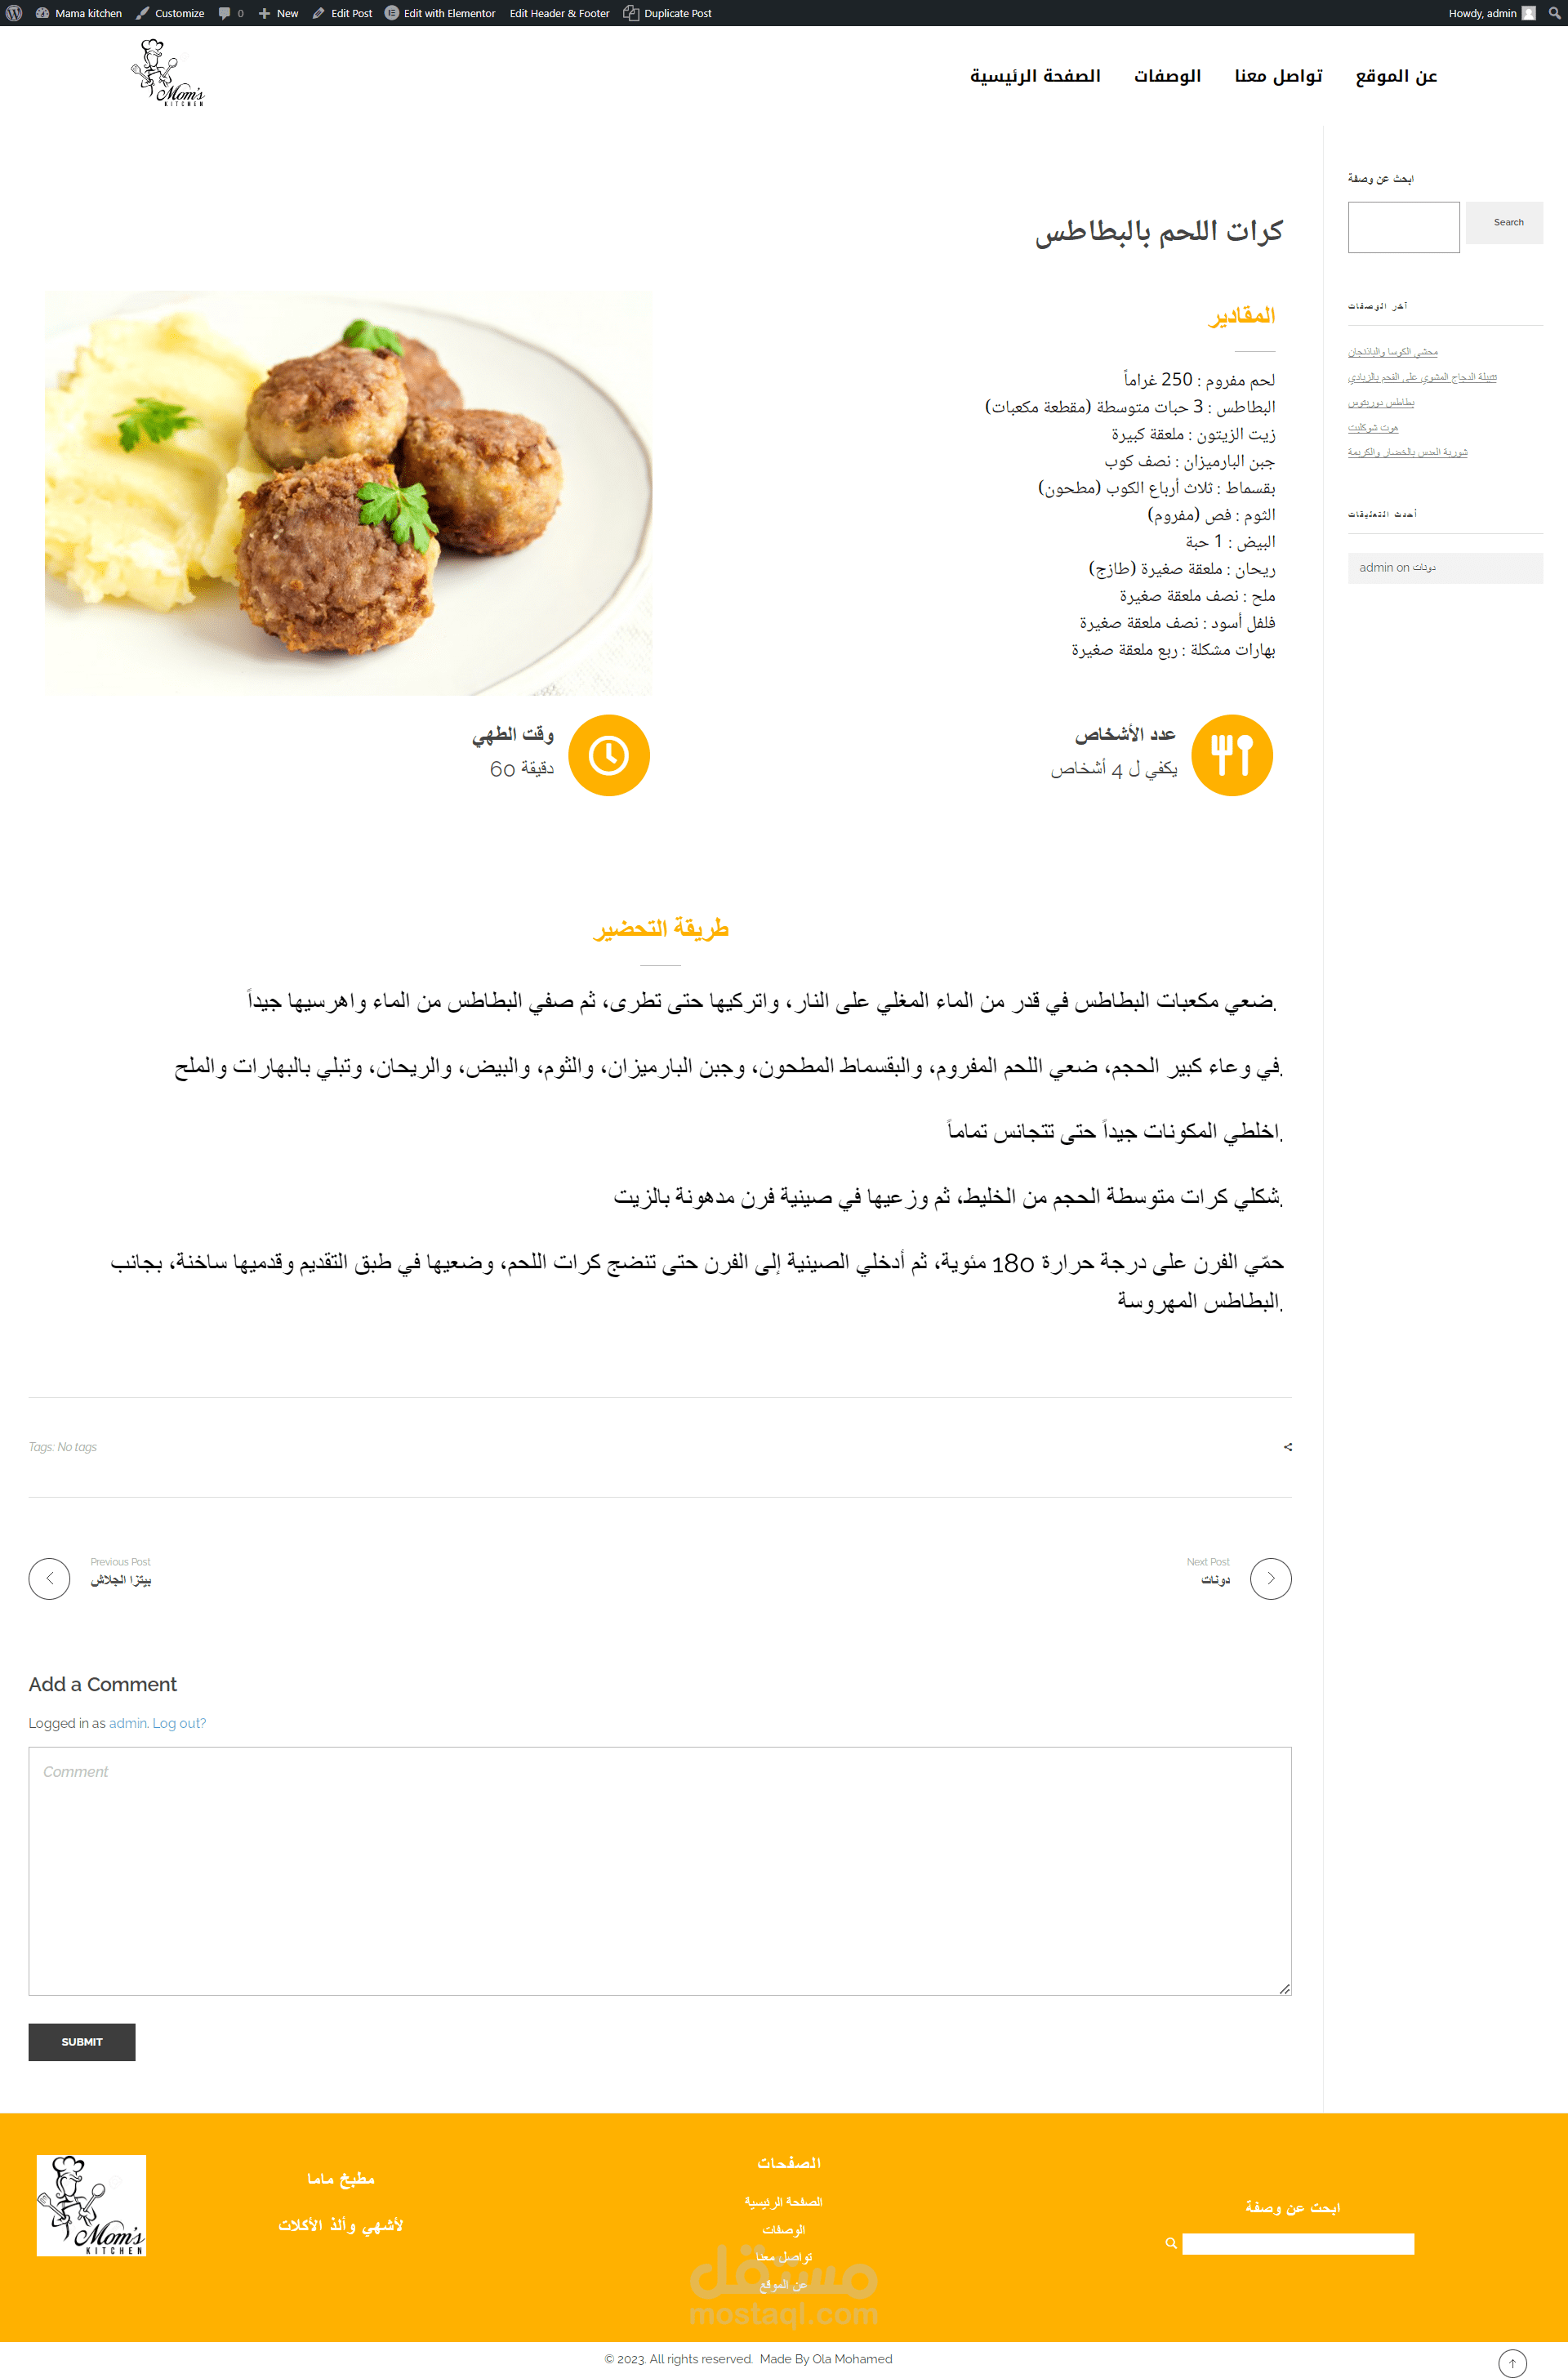 Mama kitchen Customize 0 New Edit Post Edit with Elementor Edit Header & Footer Duplicate Post Howdy, admin
Mom's
KITCHEN
الصفحة الرئيسية الوصفات تواصل معنا عن الموقع
كرات اللحم بالبطاطس
المقادير
لحم مفروم : 250 غراماً
البطاطس : 3 حبات متوسطة (مقطعة مكعبات)
زيت الزيتون : ملعقة كبيرة
جبن البارميزان : نصف كوب
بقسماط : ثلاث أرباع الكوب (مطحون)
الثوم : فص (مفروم)
البيض : 1 حبة
ريحان : ملعقة صغيرة (طازج)
ملح : نصف ملعقة صغيرة
فلفل أسود : نصف ملعقة صغيرة
بهارات مشكلة : ربع ملعقة صغيرة
عدد الأشخاص
يكفي ل 4 أشخاص
وقت الطهي
دقيقة 60
طريقة التحضير
.ضعي مكعبات البطاطس في قدر من الماء المغلي على النار، واتركيها حتى تطرى، ثم صفي البطاطس من الماء واهرسيها جيداً
.في وعاء كبير الحجم، ضعي اللحم المفروم، والبقسماط المطحون، وجبن البارميزان، والثوم، والبيض، والريحان، وتبلي بالبهارات والملح
.اخلطي المكونات جيداً حتى تتجانس تماماً
.شكلي كرات متوسطة الحجم من الخليط، ثم وزعيها في صينية فرن مدهونة بالزيت
حمّي الفرن على درجة حرارة 180 مئوية، ثم أدخلي الصينية إلى الفرن حتى تنضج كرات اللحم، وضعيها في طبق التقديم وقدميها ساخنة، بجانب
.البطاطس المهروسة
Tags: No tags
Previous Post
بيتزا الجلاش
Next Post
دونات
Add a Comment
Logged in as admin. Log out?
Comment
SUBMIT
ابحث عن وصفة
Search
آخر الوصفات
محشي الكوسا والباذنجان
تتبيلة الدجاج المشوي على الفحم بالزبادي
بطاطس دوريتوس
هوت شوكليت
شوربة العدس بالخضار والكريمة
أحدث التعليقات
admin on دونات
Mom's
KITCHEN
مطبخ ماما
لأشهي وألذ الأكلات
الصفحات
الصفحة الرئيسية
الوصفات
تواصل معنا
عن الموقع
ابحث عن وصفة
مستقل
mostaql.com
© 2023. All rights reserved. Made By Ola Mohamed